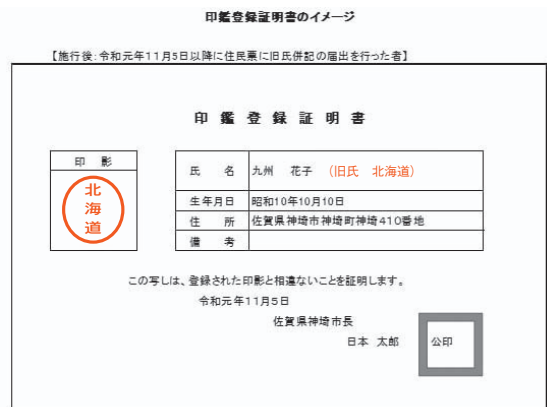 印鑑登録証明書のイメージ
【施行後:令和元年11月5日以降に住民票に旧氏併記の届出を行った者】
印 鑑 登 録 証 明 書
印 影
北海道
氏 名 九州 花子 (旧氏 北海道)
生年月日 昭和10年10月10日
住 所 佐賀県神埼市神埼町神埼410番地
備 考
この写しは、登録された印影と相違ないことを証明します。
令和元年11月5日
佐賀県神埼市長
日本 太郎 公印